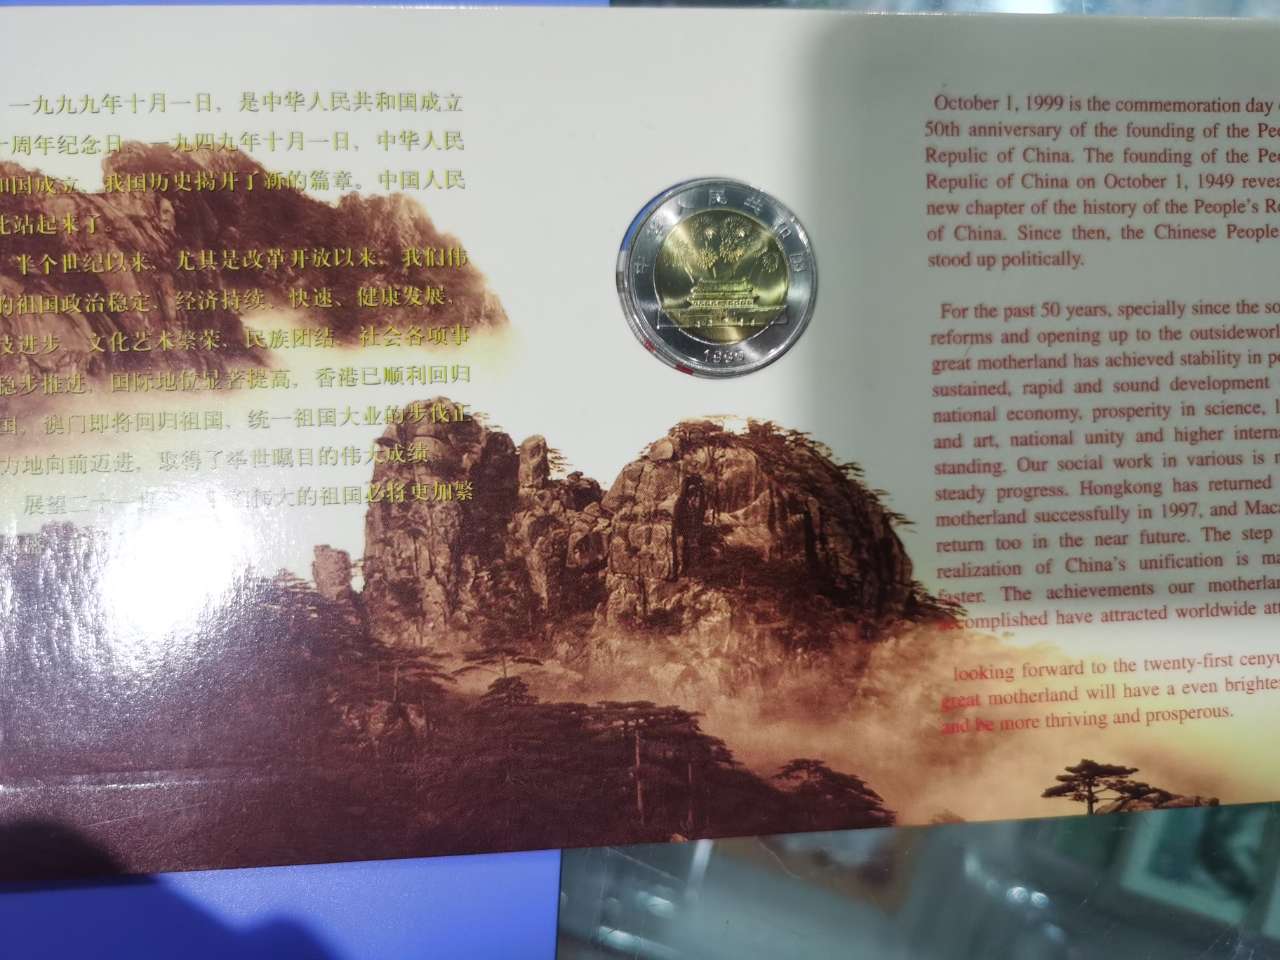 一九九九年十月一日，是中华人民共和国成立
十周年纪念日。一九四九年十月一日，中华人民
和国成立，我国历史揭开了新的篇章。中国人民
此站起来了。
半个世纪以来，尤其是改革开放以来，我们伟
的祖国政治稳定，经济持续、快速、健康发展，
技进步，文化艺术繁荣，民族团结，社会各项事
稳步推进，国际地位显著提高，香港已顺利回归
国，澳门即将回归祖国，统一祖国大业的步伐正
力地向前迈进，取得了举世瞩目的伟大成绩。
展望二十一世 伟大的祖国必将更加繁
中华人民共和国
1999
October 1, 1999 is the commemoration day
50th anniversary of the founding of the Peo
Republic of China. The founding of the Peo
Republic of China on October 1, 1949 revea
new chapter of the history of the People's Re
of China. Since then, the Chinese People
stood up politically.
For the past 50 years, specially since the so
reforms and opening up to the outsideworl
great motherland has achieved stability in po
sustained, rapid and sound development
national economy, prosperity in science, l
and art, national unity and higher interna
standing. Our social work in various is m
steady progress. Hongkong has returned
motherland successfully in 1997, and Maca
return too in the near future. The step
realization of China's unification is ma
faster. The achievements our motherlan
accomplished have attracted worldwide att
looking forward to the twenty-first cenyu
great motherland will have a even brighte
and be more thriving and prosperous.